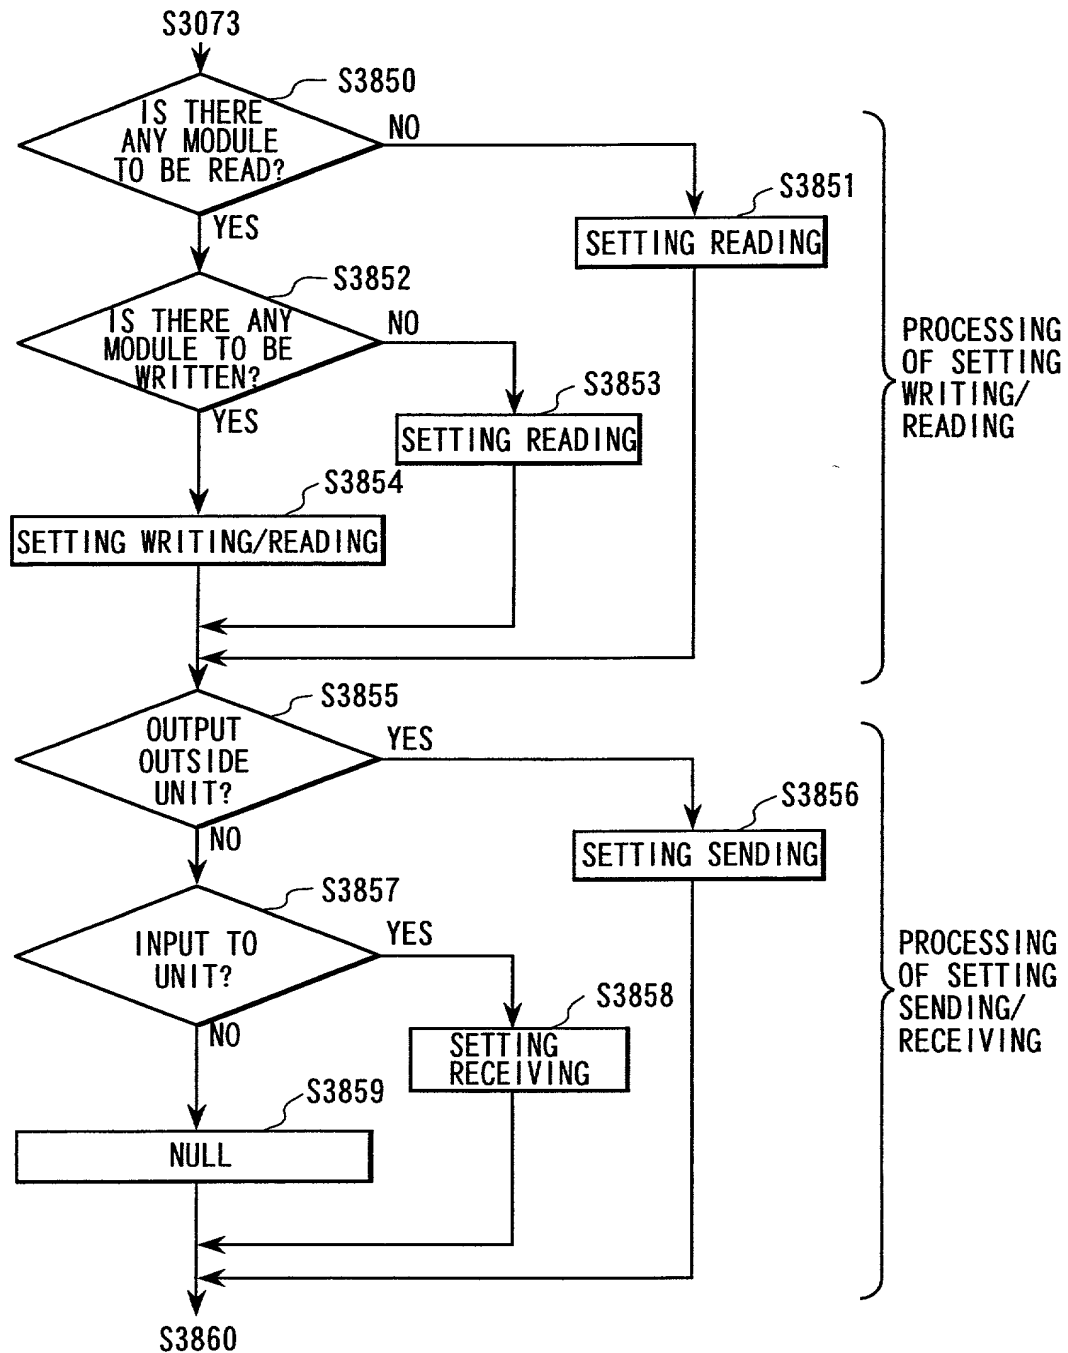 S3073
S3850
IS THERE
ANY MODULE
TO BE READ?
NO
YES
S3851
SETTING READING
S3852
IS THERE ANY
MODULE TO BE
WRITTEN?
NO
YES
S3853
SETTING READING
S3854
SETTING WRITING/READING
PROCESSING
OF SETTING
WRITING/
READING
S3855
OUTPUT
OUTSIDE
UNIT?
YES
NO
S3856
SETTING SENDING
S3857
INPUT TO
UNIT?
YES
NO
S3858
SETTING
RECEIVING
S3859
NULL
PROCESSING
OF SETTING
SENDING/
RECEIVING
S3860